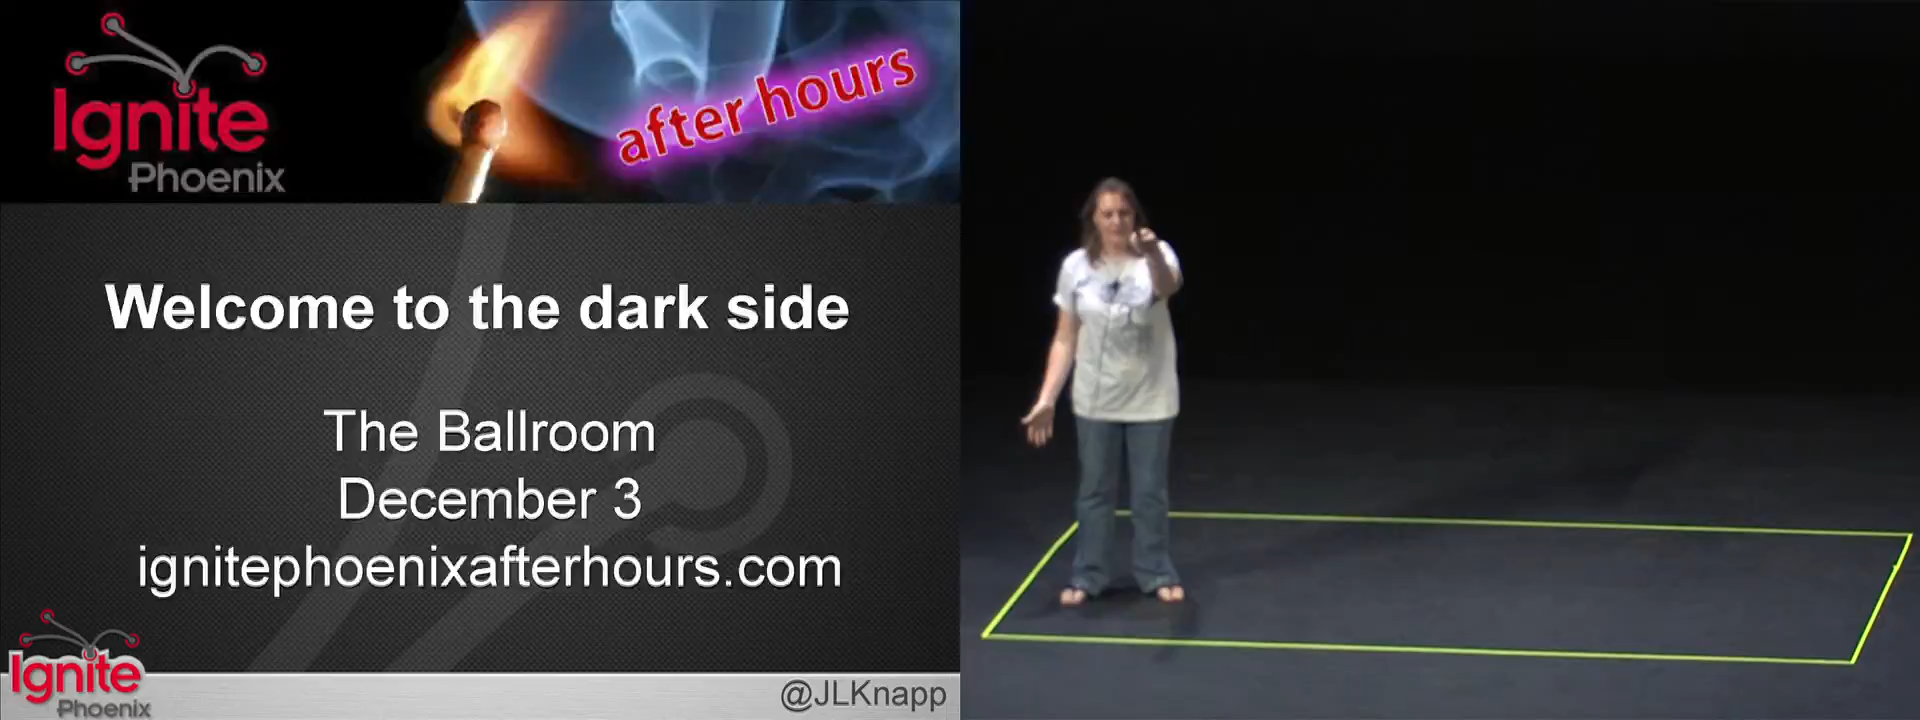 Ignite
Phoenix
after hours
Welcome to the dark side
The Ballroom
December 3
ignitephoenixafterhours.com
Ignite
Phoenix
@JLKnapp